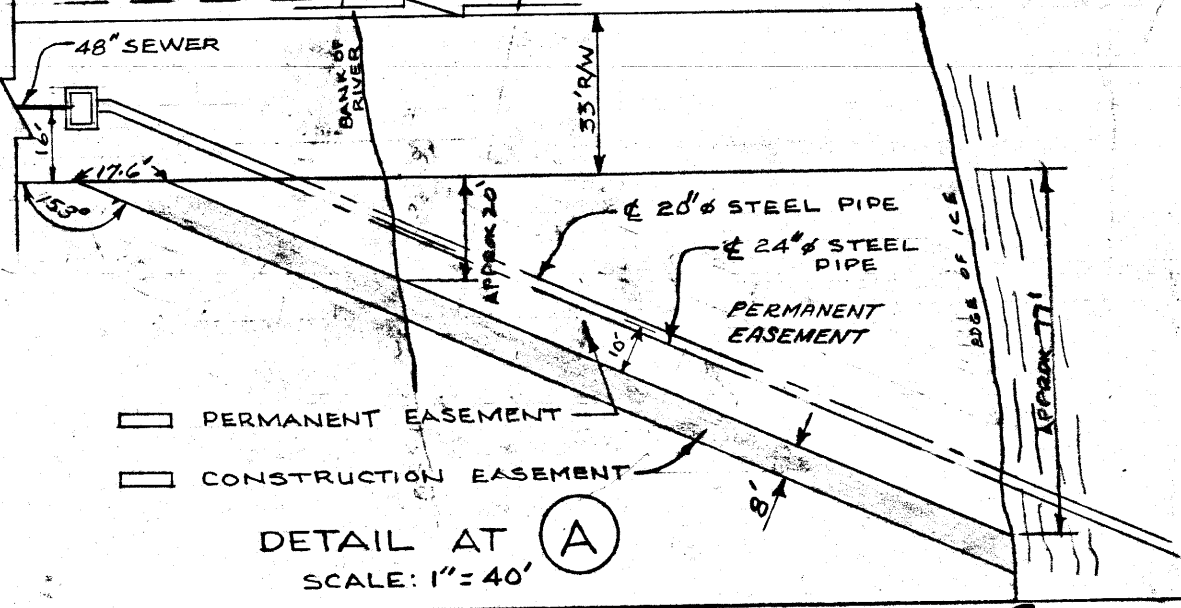 48" SEWER
BANK OF
RIVER
33' R/W
16'
17.6'
153°
APPROX 20'
℄ 20"⌀ STEEL PIPE
℄ 24"⌀ STEEL
PIPE
EDGE OF ICE
PERMANENT
EASEMENT
10'
APPROX 77'
PERMANENT EASEMENT
CONSTRUCTION EASEMENT
8'
DETAIL AT A
SCALE: 1" = 40'